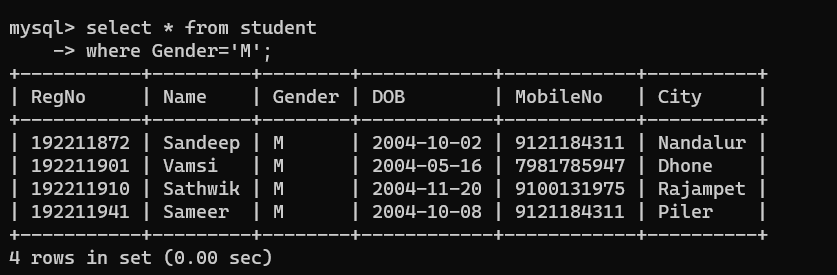 mysql> select * from student
    -> where Gender='M';
+-----------+---------+--------+------------+------------+----------+
| RegNo     | Name    | Gender | DOB        | MobileNo   | City     |
+-----------+---------+--------+------------+------------+----------+
| 192211872 | Sandeep | M      | 2004-10-02 | 9121184311 | Nandalur |
| 192211901 | Vamsi   | M      | 2004-05-16 | 7981785947 | Dhone    |
| 192211910 | Sathwik | M      | 2004-11-20 | 9100131975 | Rajampet |
| 192211941 | Sameer  | M      | 2004-10-08 | 9121184311 | Piler    |
+-----------+---------+--------+------------+------------+----------+
4 rows in set (0.00 sec)